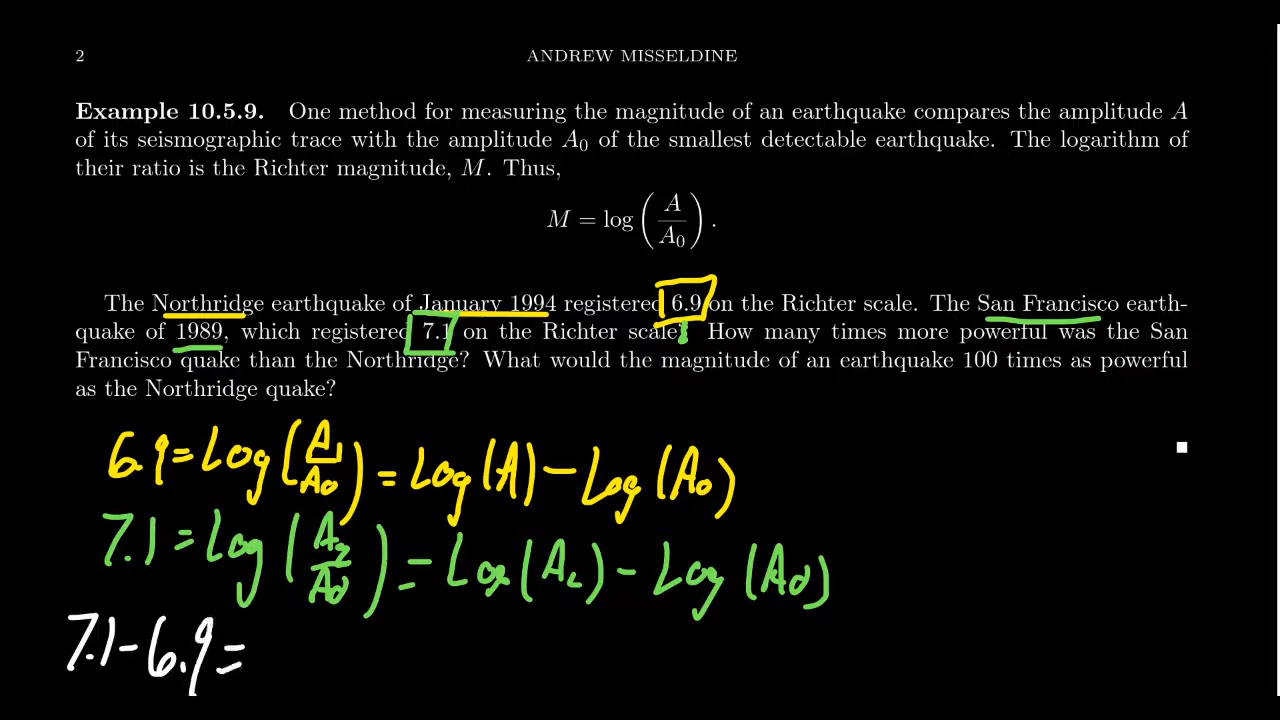 2 ANDREW MISSELDINE
Example 10.5.9. One method for measuring the magnitude of an earthquake compares the amplitude A
of its seismographic trace with the amplitude A₀ of the smallest detectable earthquake. The logarithm of
their ratio is the Richter magnitude, M. Thus,
M = log(A/A₀).
The Northridge earthquake of January 1994 registered 6.9 on the Richter scale. The San Francisco earth-
quake of 1989, which registered 7.1 on the Richter scale. How many times more powerful was the San
Francisco quake than the Northridge? What would the magnitude of an earthquake 100 times as powerful
as the Northridge quake?
6.9 = Log(A₁/A₀) = Log(A) - Log(A₀)
7.1 = Log(A₂/A₀) = Log(A₂) - Log(A₀)
7.1 - 6.9 =